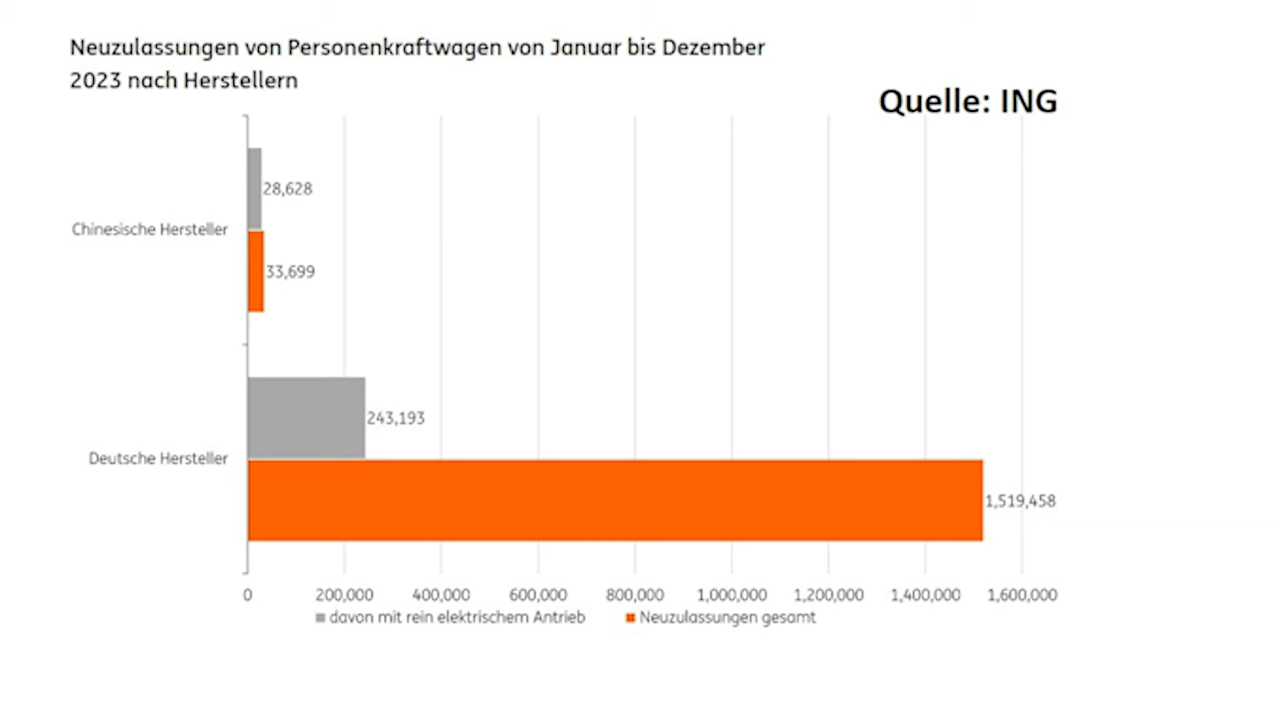 Neuzulassungen von Personenkraftwagen von Januar bis Dezember
2023 nach Herstellern
Quelle: ING
28,628
Chinesische Hersteller
33,699
243,193
Deutsche Hersteller
1,519,458
0 200,000 400,000 600,000 800,000 1,000,000 1,200,000 1,400,000 1,600,000
davon mit rein elektrischem Antrieb Neuzulassungen gesamt